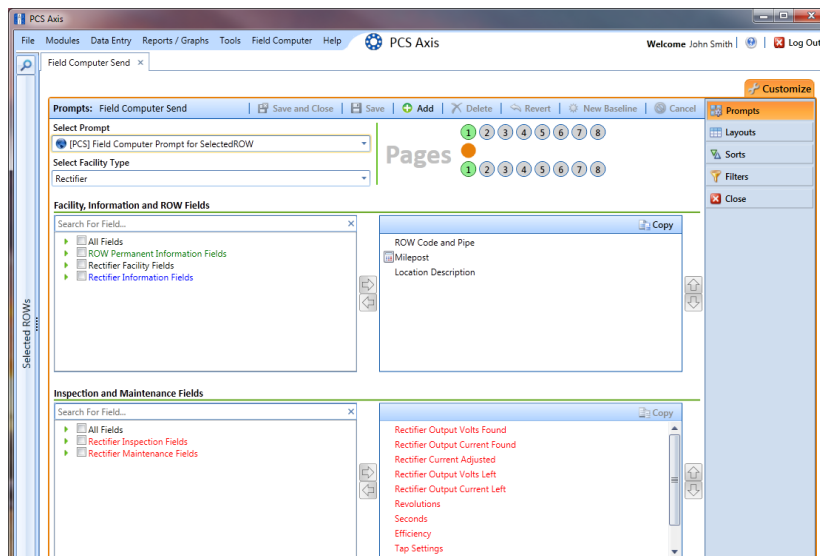 PCS Axis
File Modules Data Entry Reports / Graphs Tools Field Computer Help PCS Axis Welcome John Smith Log Out
Field Computer Send
Customize
Prompts: Field Computer Send Save and Close Save Add Delete Revert New Baseline Cancel
Prompts
Layouts
Sorts
Filters
Close
Select Prompt
[PCS] Field Computer Prompt for SelectedROW
Select Facility Type
Rectifier
Pages
1 2 3 4 5 6 7 8
1 2 3 4 5 6 7 8
Selected ROWs
Facility, Information and ROW Fields
Search For Field...
All Fields
ROW Permanent Information Fields
Rectifier Facility Fields
Rectifier Information Fields
Copy
ROW Code and Pipe
Milepost
Location Description
Inspection and Maintenance Fields
Search For Field...
All Fields
Rectifier Inspection Fields
Rectifier Maintenance Fields
Copy
Rectifier Output Volts Found
Rectifier Output Current Found
Rectifier Current Adjusted
Rectifier Output Volts Left
Rectifier Output Current Left
Revolutions
Seconds
Efficiency
Tap Settings